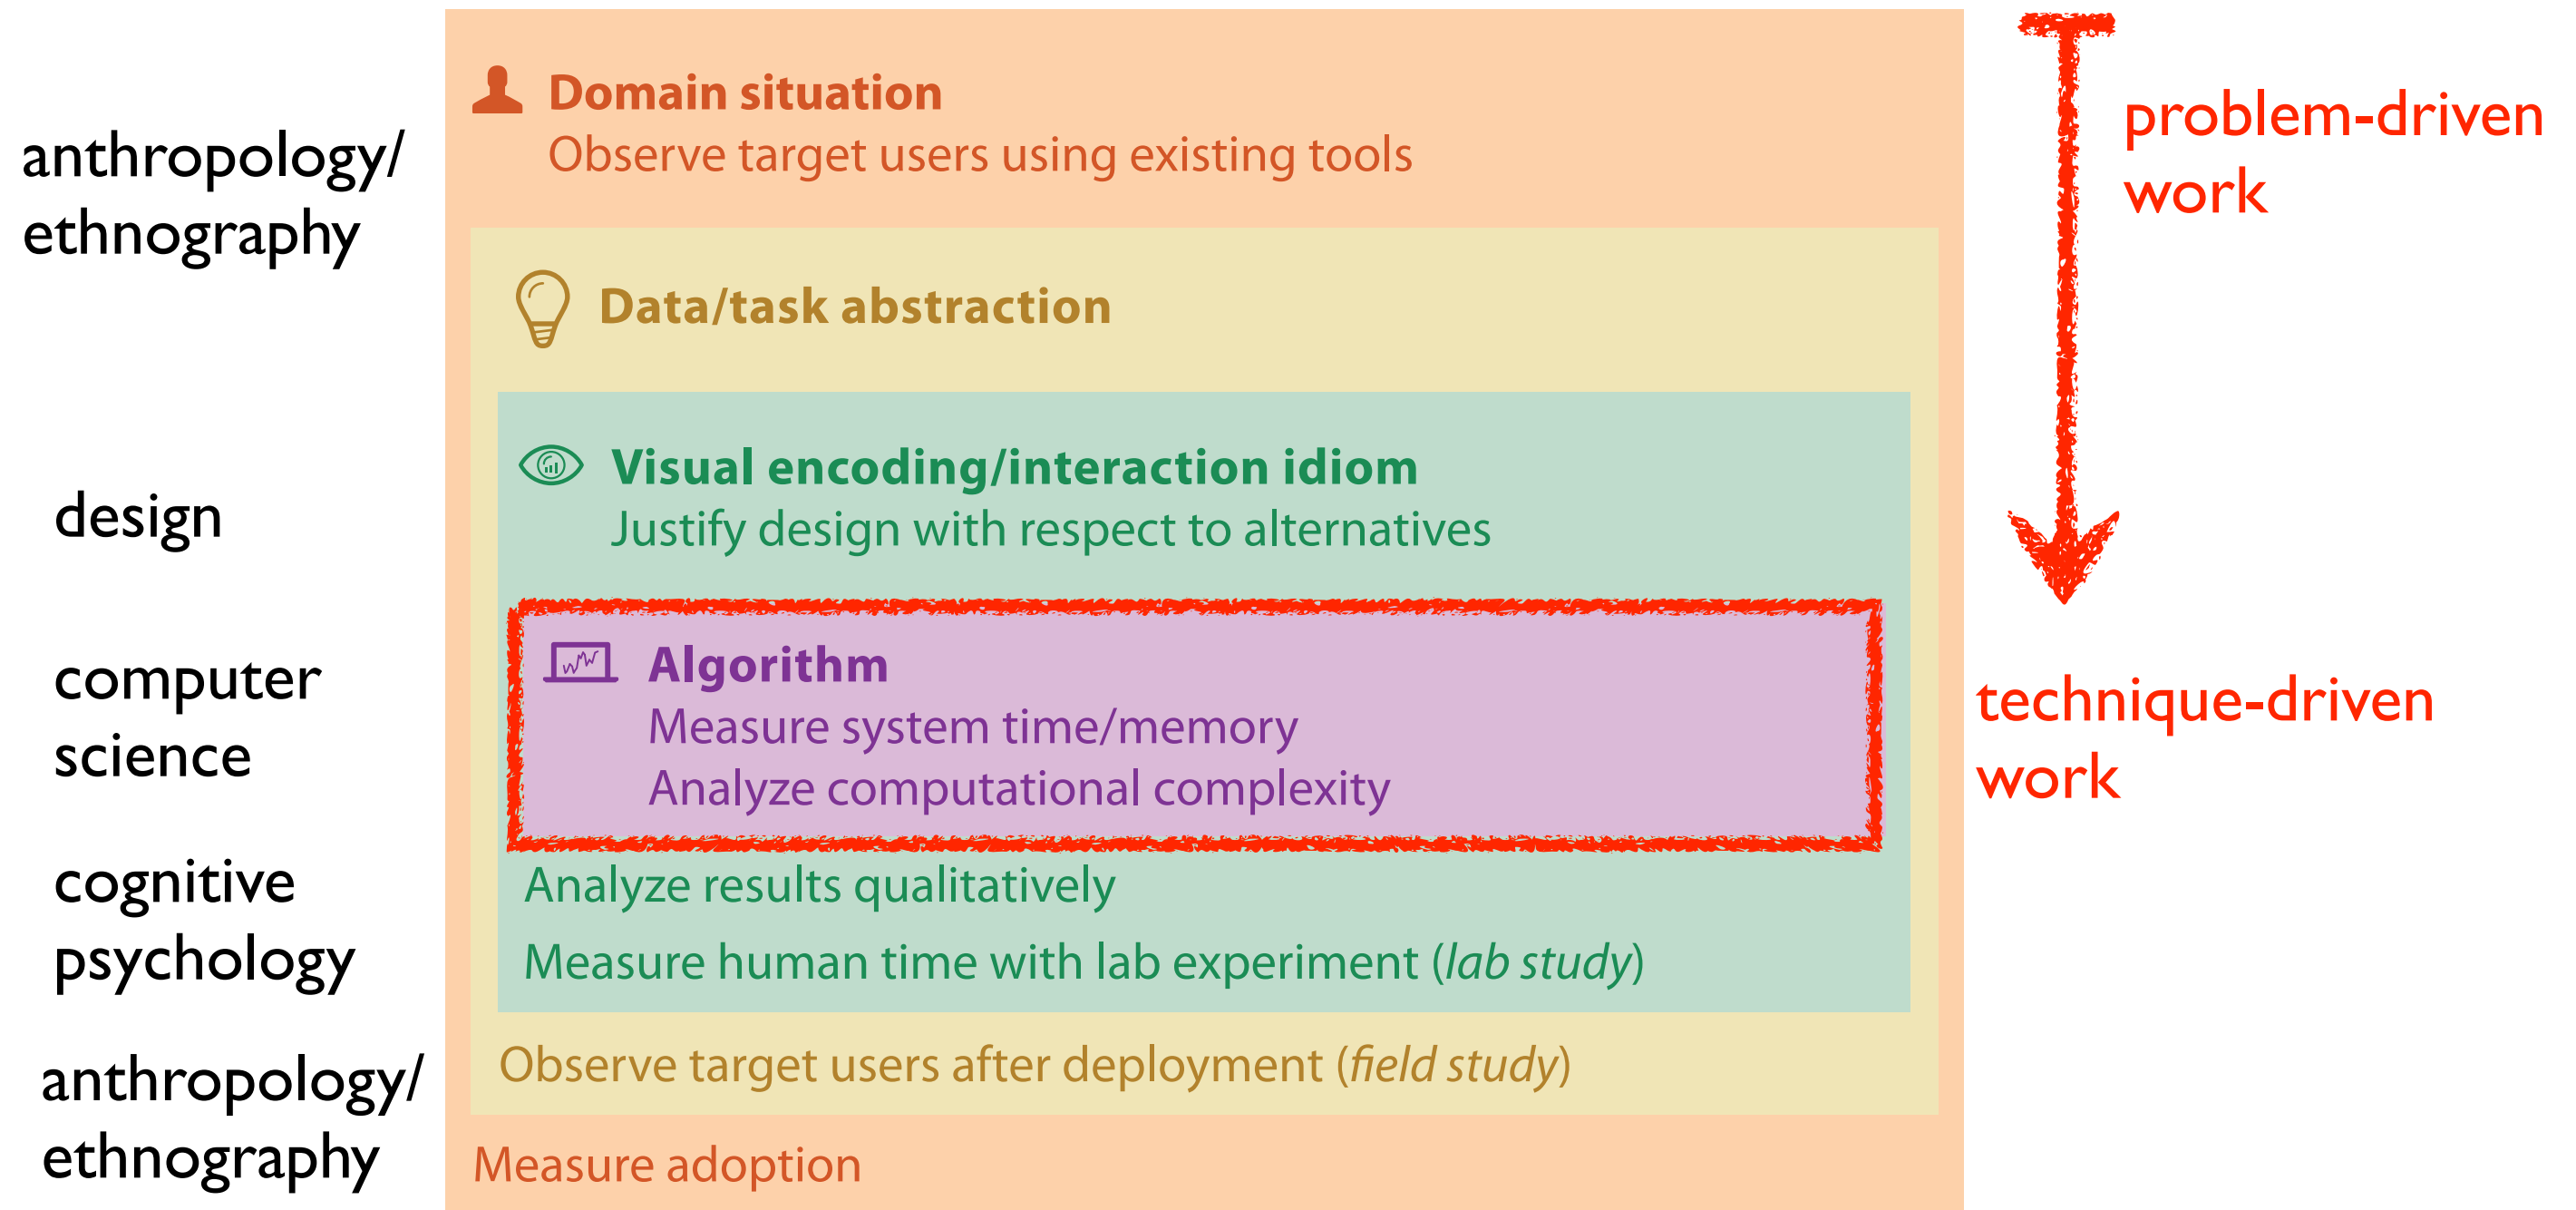 anthropology/
ethnography
design
computer
science
cognitive
psychology
anthropology/
ethnography
Domain situation
Observe target users using existing tools
Data/task abstraction
Visual encoding/interaction idiom
Justify design with respect to alternatives
Algorithm
Measure system time/memory
Analyze computational complexity
Analyze results qualitatively
Measure human time with lab experiment (lab study)
Observe target users after deployment (field study)
Measure adoption
problem-driven
work
technique-driven
work